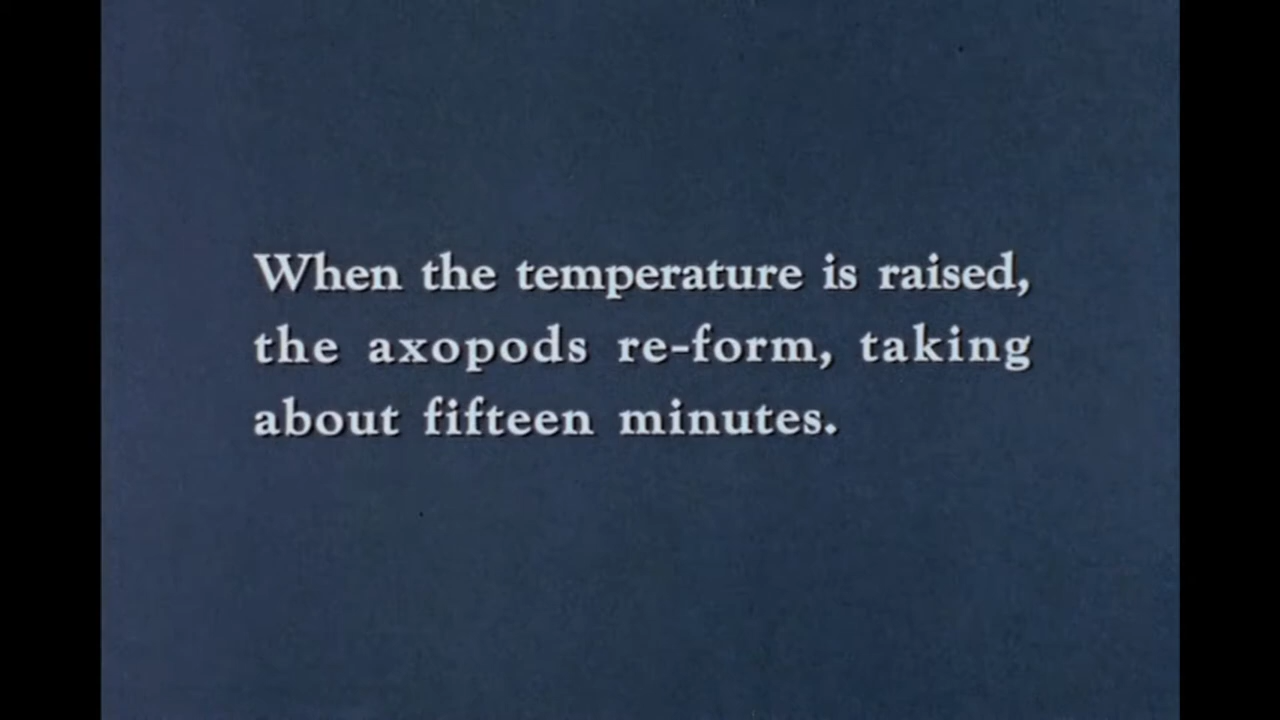 When the temperature is raised,
the axopods re-form, taking
about fifteen minutes.